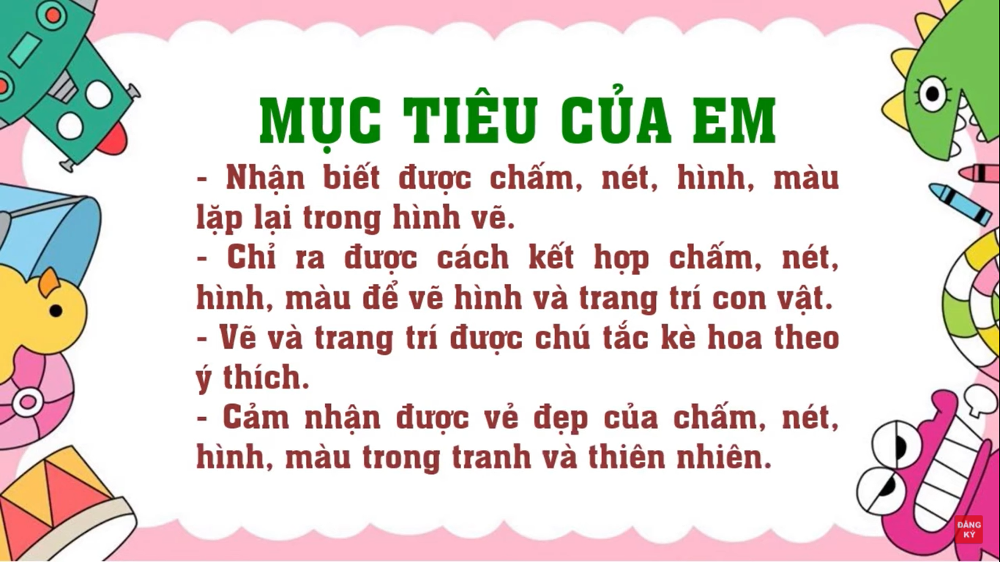 MỤC TIÊU CỦA EM
- Nhận biết được chấm, nét, hình, màu
lặp lại trong hình vẽ.
- Chỉ ra được cách kết hợp chấm, nét,
hình, màu để vẽ hình và trang trí con vật.
- Vẽ và trang trí được chú tắc kè hoa theo
ý thích.
- Cảm nhận được vẻ đẹp của chấm, nét,
hình, màu trong tranh và thiên nhiên.
ĐĂNG
KÝ